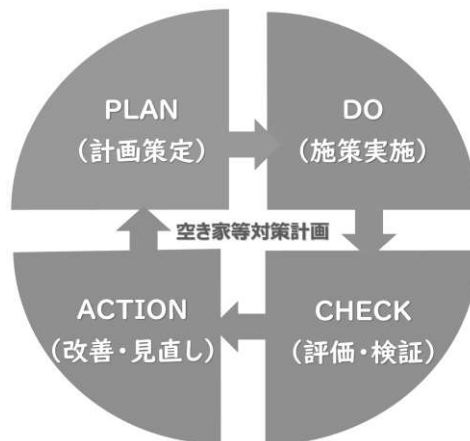 PLAN
（計画策定）
DO
（施策実施）
空き家等対策計画
ACTION
（改善・見直し）
CHECK
（評価・検証）